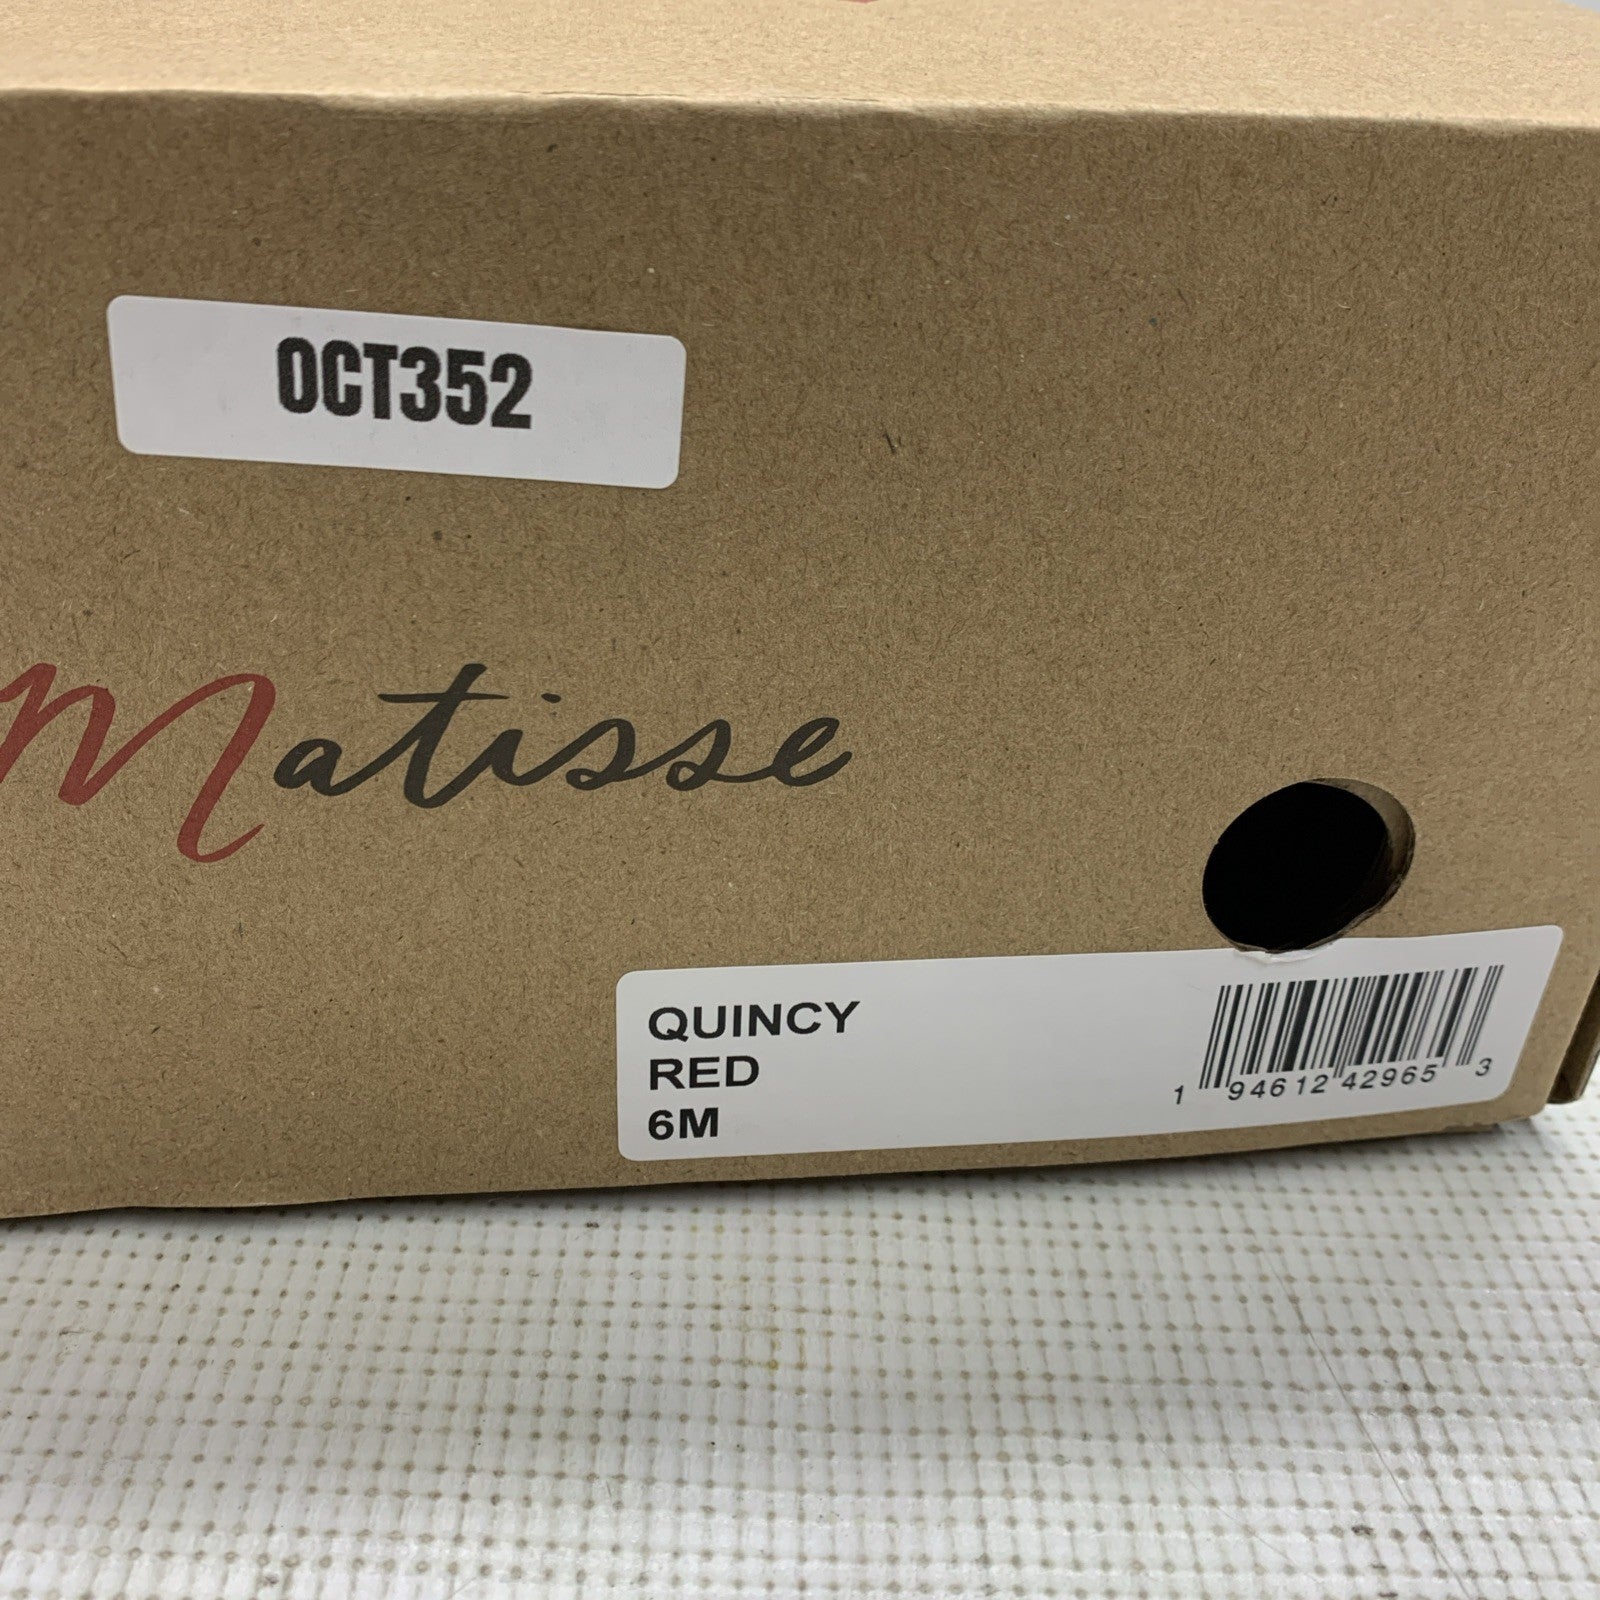 OCT352
Matisse
QUINCY
RED
6M
1 94612 42965 3